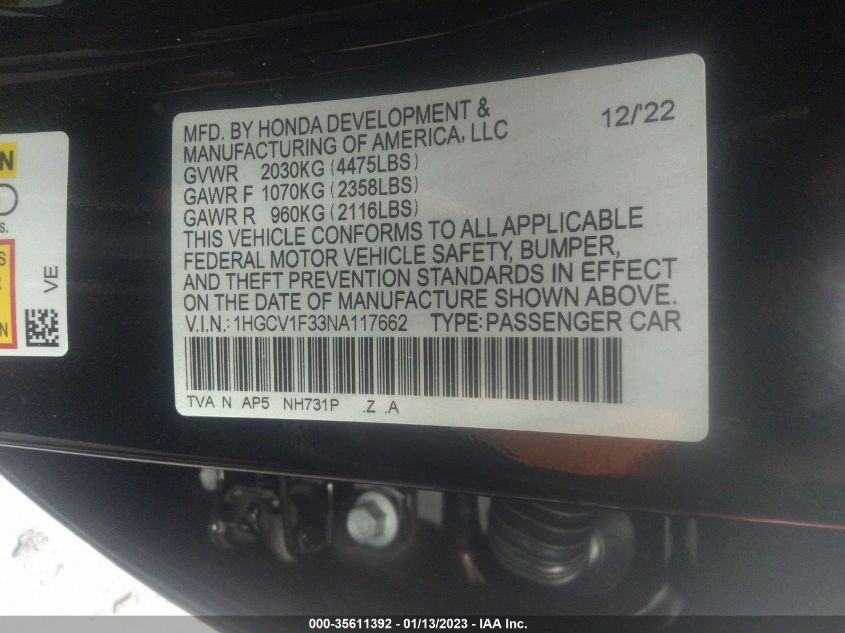 N
D
s.
S
R
N
VE
MFD. BY HONDA DEVELOPMENT & 12/'22
MANUFACTURING OF AMERICA, LLC
GVWR 2030KG (4475LBS)
GAWR F 1070KG (2358LBS)
GAWR R 960KG (2116LBS)
THIS VEHICLE CONFORMS TO ALL APPLICABLE
FEDERAL MOTOR VEHICLE SAFETY, BUMPER,
AND THEFT PREVENTION STANDARDS IN EFFECT
ON THE DATE OF MANUFACTURE SHOWN ABOVE.
V.I.N.: 1HGCV1F33NA117662 TYPE: PASSENGER CAR
TVA N AP5 NH731P .Z .A
000-35611392 - 01/13/2023 - IAA Inc.